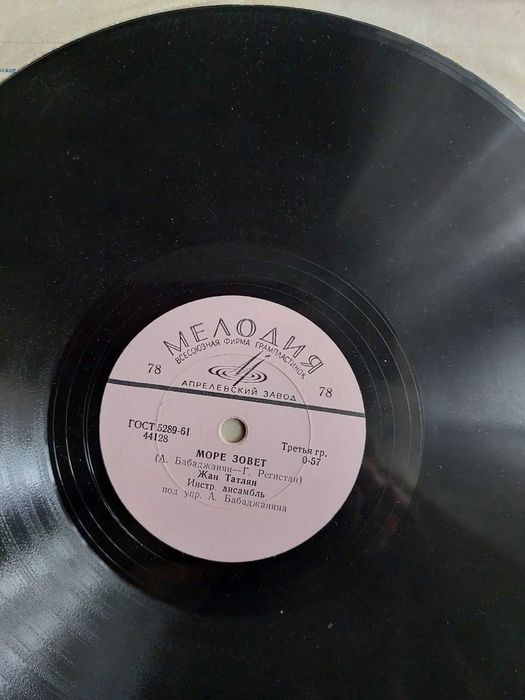 МЕЛОДИЯ
ВСЕСОЮЗНАЯ ФИРМА ГРАМПЛАСТИНОК
78 78
АПРЕЛЕВСКИЙ ЗАВОД
ГОСТ 5289-61 Третья гр.
44128 0-57
МОРЕ ЗОВЕТ
(А. Бабаджанян—Г. Регистан)
Жан Татлян
Инстр. ансамбль
под упр. А. Бабаджаняна